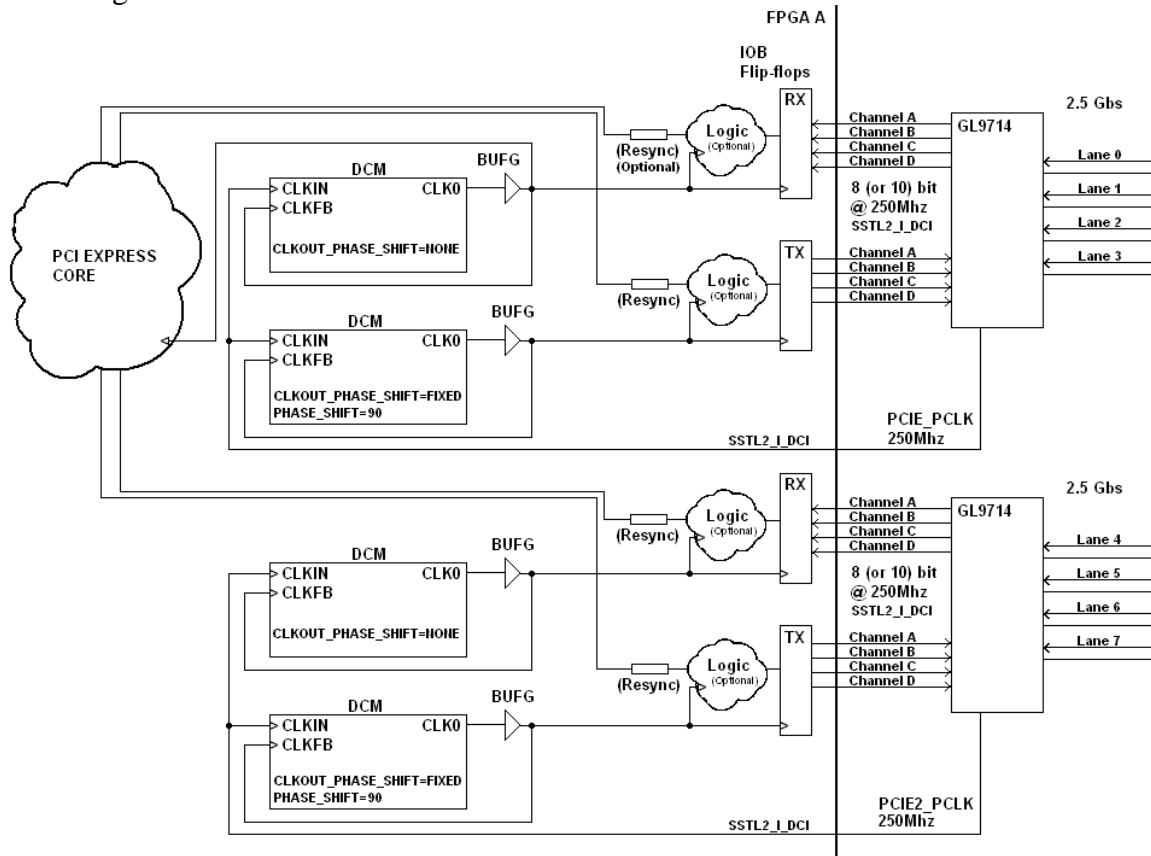 FPGA A
IOB
Flip-flops
RX
Channel A
Channel B
Channel C
Channel D
GL9714
2.5 Gbs
Logic
(Optional)
(Resync)
(Optional)
Lane 0
Lane 1
Lane 2
Lane 3
BUFG
DCM
CLKIN
CLK0
CLKFB
CLKOUT_PHASE_SHIFT=NONE
8 (or 10) bit
@ 250Mhz
SSTL2_I_DCI
PCI EXPRESS
CORE
TX
Channel A
Channel B
Channel C
Channel D
Logic
(Optional)
(Resync)
BUFG
DCM
CLKIN
CLK0
CLKFB
CLKOUT_PHASE_SHIFT=FIXED
PHASE_SHIFT=90
PCIE_PCLK
250Mhz
SSTL2_I_DCI
RX
Channel A
Channel B
Channel C
Channel D
GL9714
2.5 Gbs
Logic
(Optional)
(Resync)
Lane 4
Lane 5
Lane 6
Lane 7
BUFG
DCM
CLKIN
CLK0
CLKFB
CLKOUT_PHASE_SHIFT=NONE
8 (or 10) bit
@ 250Mhz
SSTL2_I_DCI
TX
Channel A
Channel B
Channel C
Channel D
Logic
(Optional)
(Resync)
BUFG
DCM
CLKIN
CLK0
CLKFB
CLKOUT_PHASE_SHIFT=FIXED
PHASE_SHIFT=90
PCIE2_PCLK
250Mhz
SSTL2_I_DCI